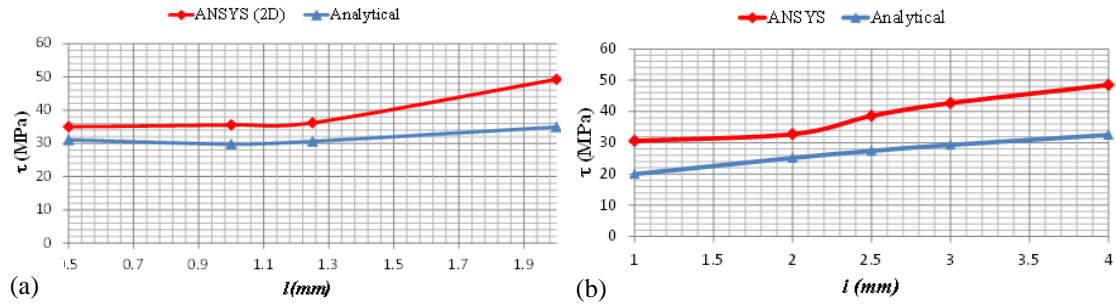 ANSYS (2D) Analytical
60
50
40
30
20
10
0
τ (MPa)
0.5 0.7 0.9 1.1 1.3 1.5 1.7 1.9
l(mm)
(a)
ANSYS Analytical
60
50
40
30
20
10
0
τ (MPa)
1 1.5 2 2.5 3 3.5 4
l (mm)
(b)